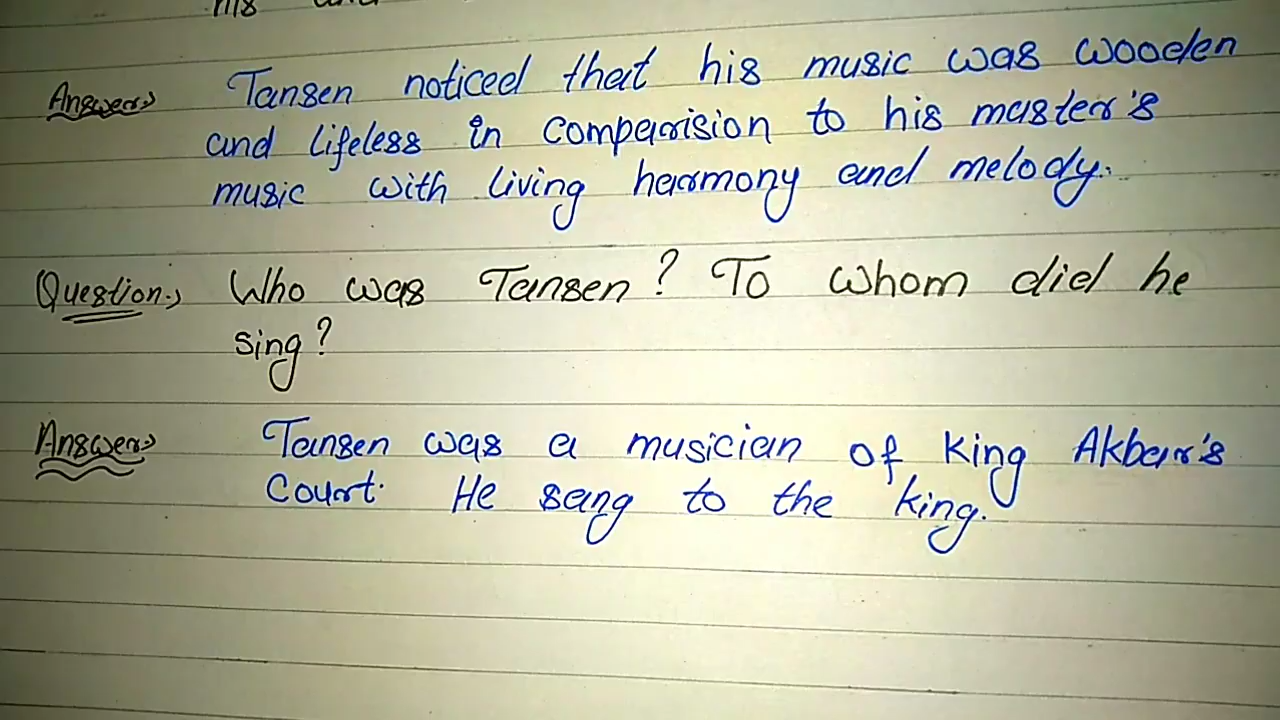 his and
Answer:, Tansen noticed that his music was wooden
and lifeless in comparision to his master's
music with living harmony and melody.
Question:, Who was Tansen? To whom did he
sing?
Answer:, Tansen was a musician of King Akbar's
Court. He sang to the king.